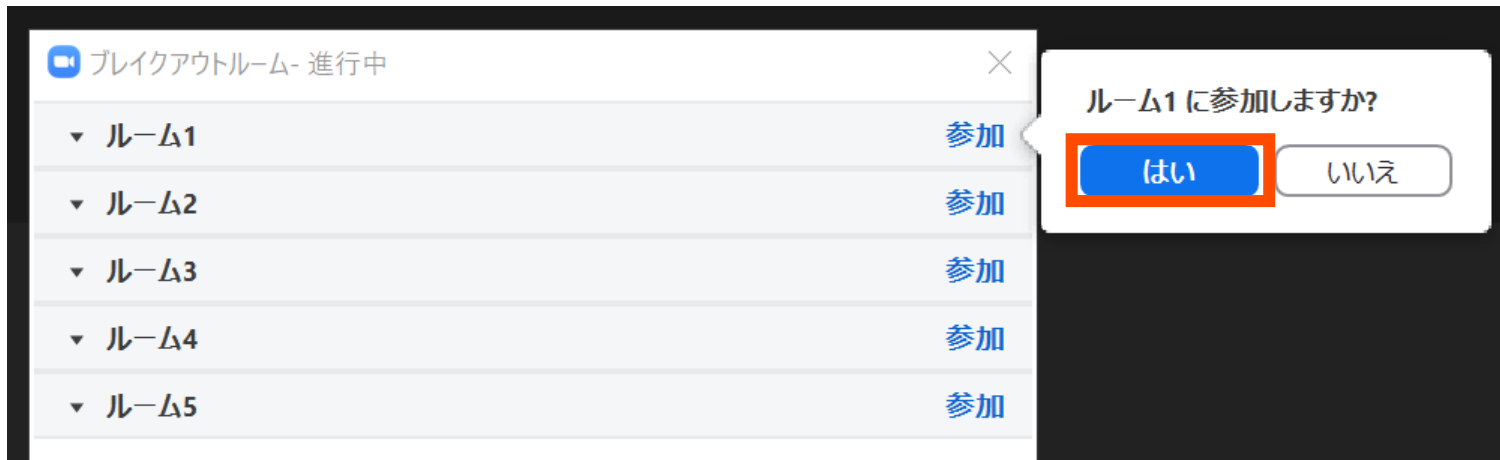 ブレイクアウトルーム- 進行中
ルーム1 参加
ルーム2 参加
ルーム3 参加
ルーム4 参加
ルーム5 参加
ルーム1 に参加しますか?
はい いいえ